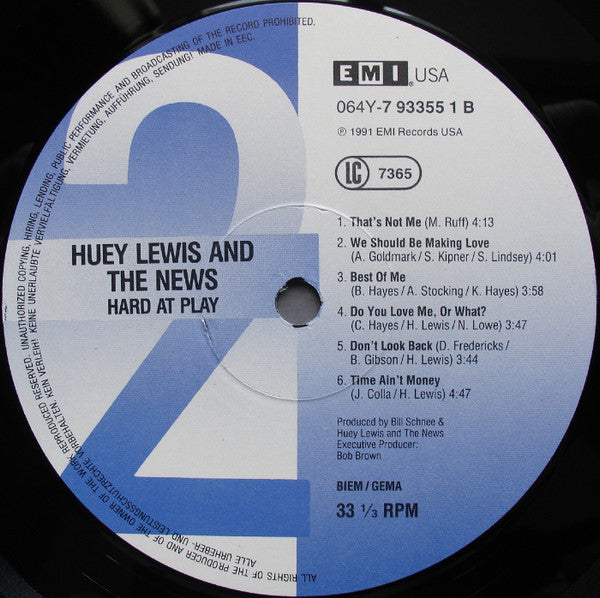 EMI USA
064Y-7 93355 1 B
℗ 1991 EMI Records USA
LC 7365
2
HUEY LEWIS AND
THE NEWS
HARD AT PLAY
1. That's Not Me (M. Ruff) 4:13
2. We Should Be Making Love
(A. Goldmark / S. Kipner / S. Lindsey) 4:01
3. Best Of Me
(B. Hayes / A. Stocking / K. Hayes) 3:58
4. Do You Love Me, Or What?
(C. Hayes / H. Lewis / N. Lowe) 3:47
5. Don't Look Back (D. Fredericks /
B. Gibson / H. Lewis) 3:44
6. Time Ain't Money
(J. Colla / H. Lewis) 4:47
Produced by Bill Schnee &
Huey Lewis and The News
Executive Producer:
Bob Brown
BIEM / GEMA
33 1/3 RPM
ALL RIGHTS OF THE PRODUCER AND OF THE OWNER OF THE WORK REPRODUCED RESERVED. UNAUTHORIZED COPYING, HIRING, LENDING, PUBLIC PERFORMANCE AND BROADCASTING OF THE RECORD PROHIBITED.
ALLE URHEBER- UND LEISTUNGSSCHUTZRECHTE VORBEHALTEN. KEIN VERLEIH! KEINE UNERLAUBTE VERVIELFÄLTIGUNG, VERMIETUNG, AUFFÜHRUNG, SENDUNG! MADE IN EEC.